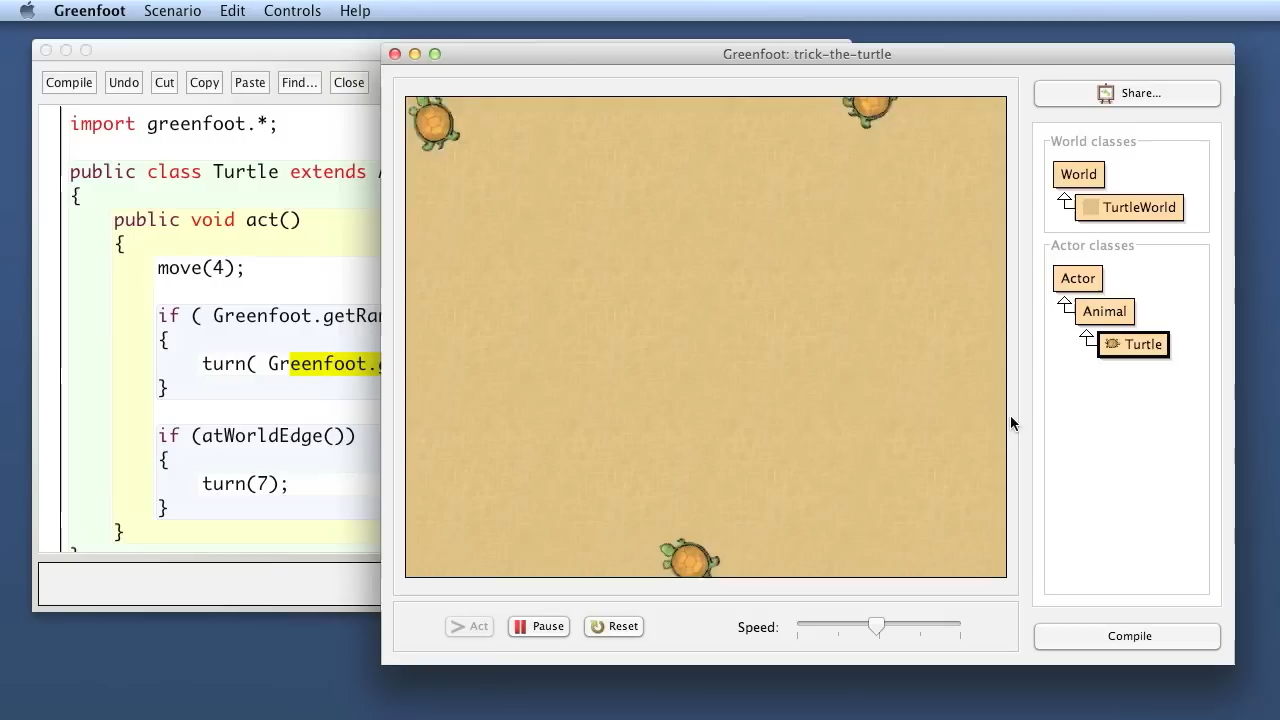 Greenfoot Scenario Edit Controls Help
Greenfoot: trick-the-turtle
Compile Undo Cut Copy Paste Find... Close
import greenfoot.*;
public class Turtle extends
{
public void act()
{
move(4);
if ( Greenfoot.getRan
{
turn( Greenfoot.g
}
if (atWorldEdge())
{
turn(7);
}
}
Share...
World classes
World
TurtleWorld
Actor classes
Actor
Animal
Turtle
Act Pause Reset Speed:
Compile